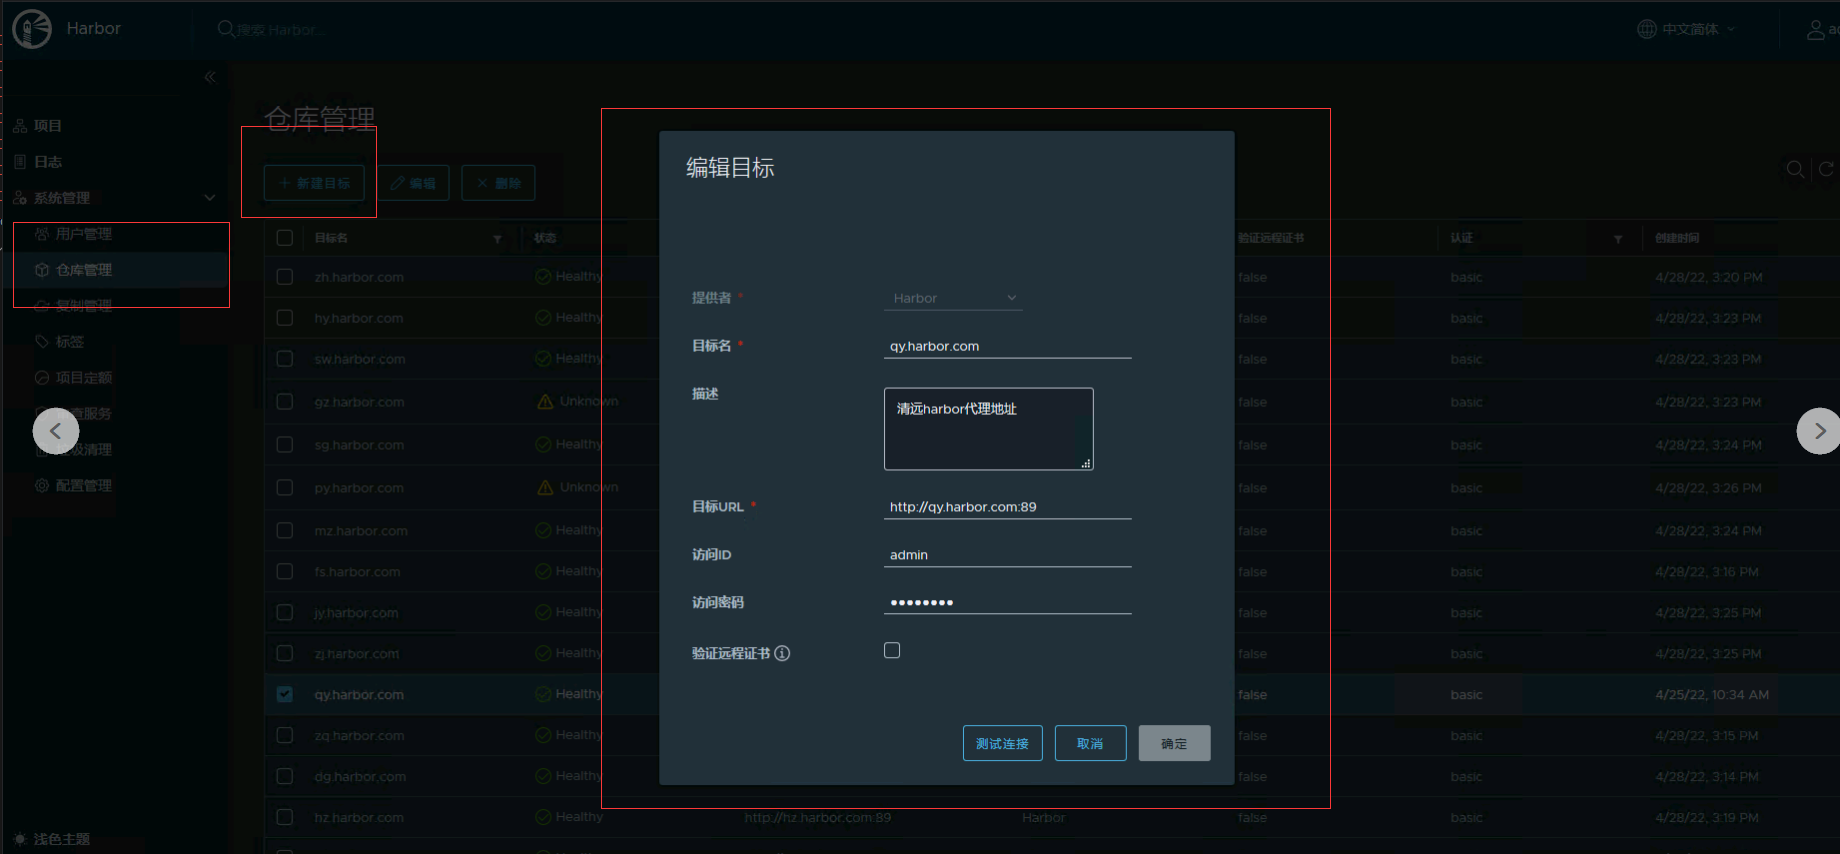 Harbor
搜索 Harbor...
中文简体
项目
日志
系统管理
用户管理
仓库管理
复制管理
标签
项目定额
配置管理
浅色主题
仓库管理
新建目标
编辑
删除
目标名 状态 验证远程证书 认证 创建时间
zh.harbor.com Healthy false basic 4/28/22, 3:20 PM
hy.harbor.com Healthy false basic 4/28/22, 3:23 PM
sw.harbor.com Healthy false basic 4/28/22, 3:23 PM
gz.harbor.com Unknown false basic 4/28/22, 3:23 PM
sg.harbor.com Healthy false basic 4/28/22, 3:24 PM
py.harbor.com Unknown false basic 4/28/22, 3:26 PM
mz.harbor.com Healthy false basic 4/28/22, 3:24 PM
fs.harbor.com Healthy false basic 4/28/22, 3:16 PM
jy.harbor.com Healthy false basic 4/28/22, 3:25 PM
zj.harbor.com Healthy false basic 4/28/22, 3:25 PM
qy.harbor.com Healthy false basic 4/25/22, 10:34 AM
zq.harbor.com Healthy false basic 4/28/22, 3:15 PM
dg.harbor.com Healthy false basic 4/28/22, 3:14 PM
hz.harbor.com Healthy http://hz.harbor.com:89 Harbor false basic 4/28/22, 3:19 PM
编辑目标
提供者 * Harbor
目标名 * qy.harbor.com
描述 清远harbor代理地址
目标URL * http://qy.harbor.com:89
访问ID admin
访问密码 ••••••••
验证远程证书
测试连接
取消
确定